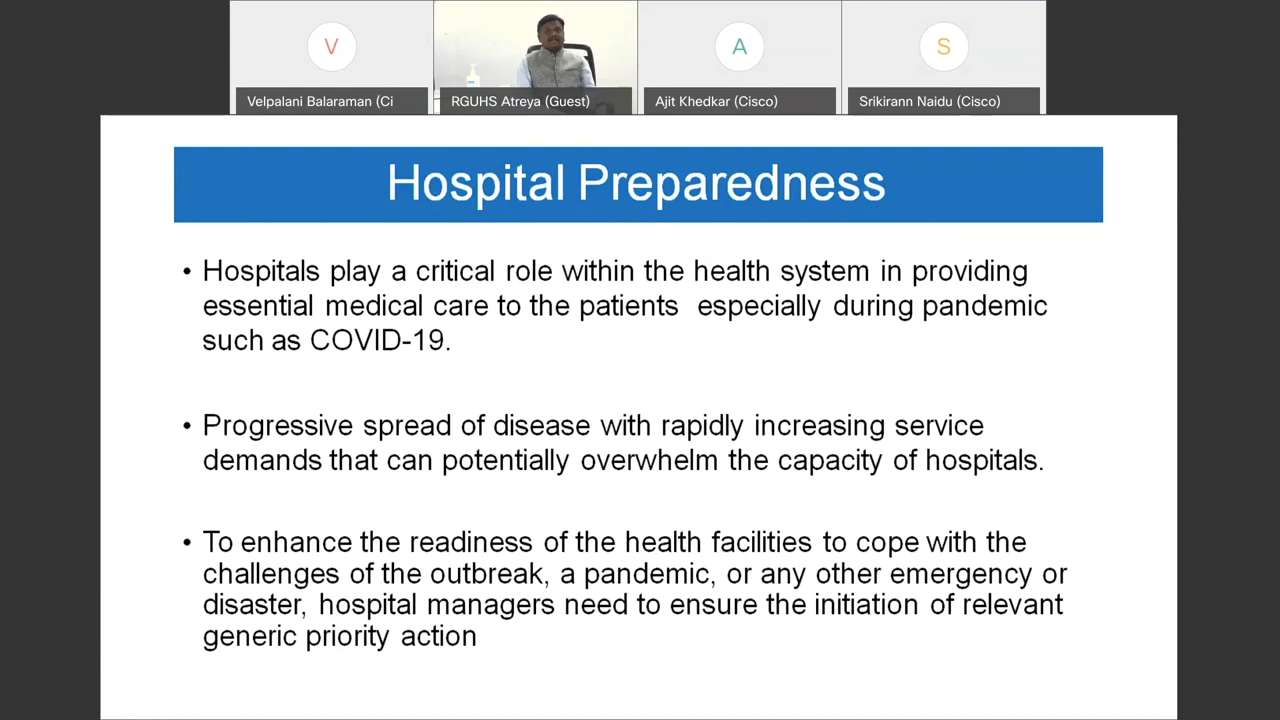 V
A
S
Velpalani Balaraman (Ci
RGUHS Atreya (Guest)
Ajit Khedkar (Cisco)
Srikirann Naidu (Cisco)
Hospital Preparedness
• Hospitals play a critical role within the health system in providing
essential medical care to the patients especially during pandemic
such as COVID-19.
• Progressive spread of disease with rapidly increasing service
demands that can potentially overwhelm the capacity of hospitals.
• To enhance the readiness of the health facilities to cope with the
challenges of the outbreak, a pandemic, or any other emergency or
disaster, hospital managers need to ensure the initiation of relevant
generic priority action